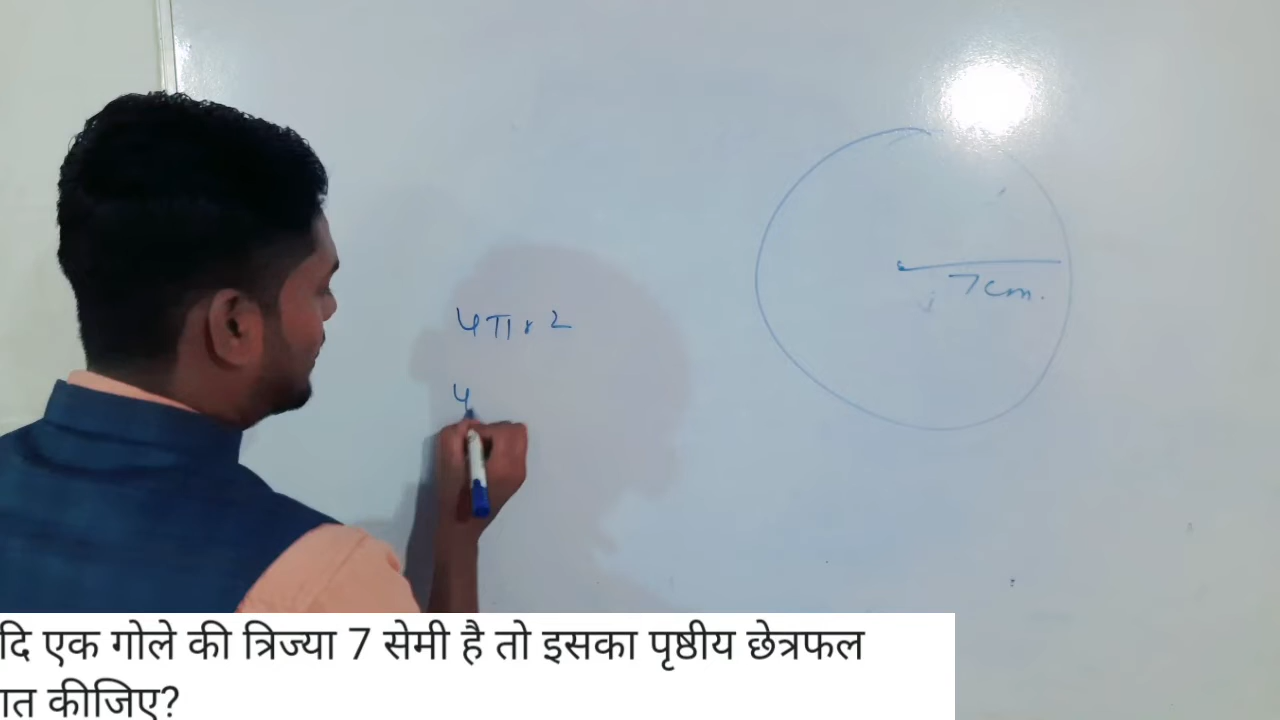 4πr2
7cm.
4
दि एक गोले की त्रिज्या 7 सेमी है तो इसका पृष्ठीय छेत्रफल
ात कीजिए?